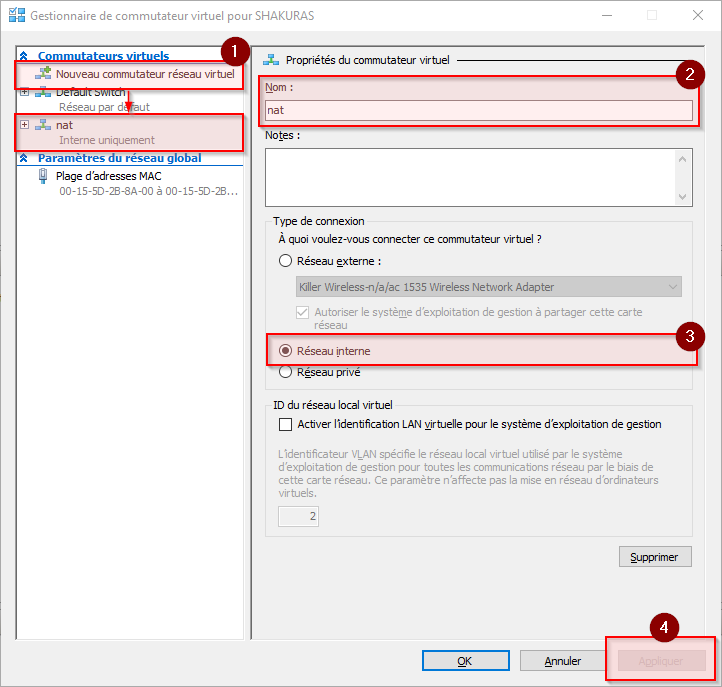 Gestionnaire de commutateur virtuel pour SHAKURAS
1
Commutateurs virtuels
Nouveau commutateur réseau virtuel
Default Switch
Réseau par défaut
nat
Interne uniquement
Paramètres du réseau global
Plage d'adresses MAC
00-15-5D-2B-8A-00 à 00-15-5D-2B...
Propriétés du commutateur virtuel
2
Nom :
nat
Notes :
Type de connexion
À quoi voulez-vous connecter ce commutateur virtuel ?
Réseau externe :
Killer Wireless-n/a/ac 1535 Wireless Network Adapter
Autoriser le système d'exploitation de gestion à partager cette carte
réseau
3
Réseau interne
Réseau privé
ID du réseau local virtuel
Activer l'identification LAN virtuelle pour le système d'exploitation de gestion
L'identificateur VLAN spécifie le réseau local virtuel utilisé par le système
d'exploitation de gestion pour toutes les communications réseau par le biais de
cette carte réseau. Ce paramètre n'affecte pas la mise en réseau d'ordinateurs
virtuels.
2
Supprimer
4
OK
Annuler
Appliquer